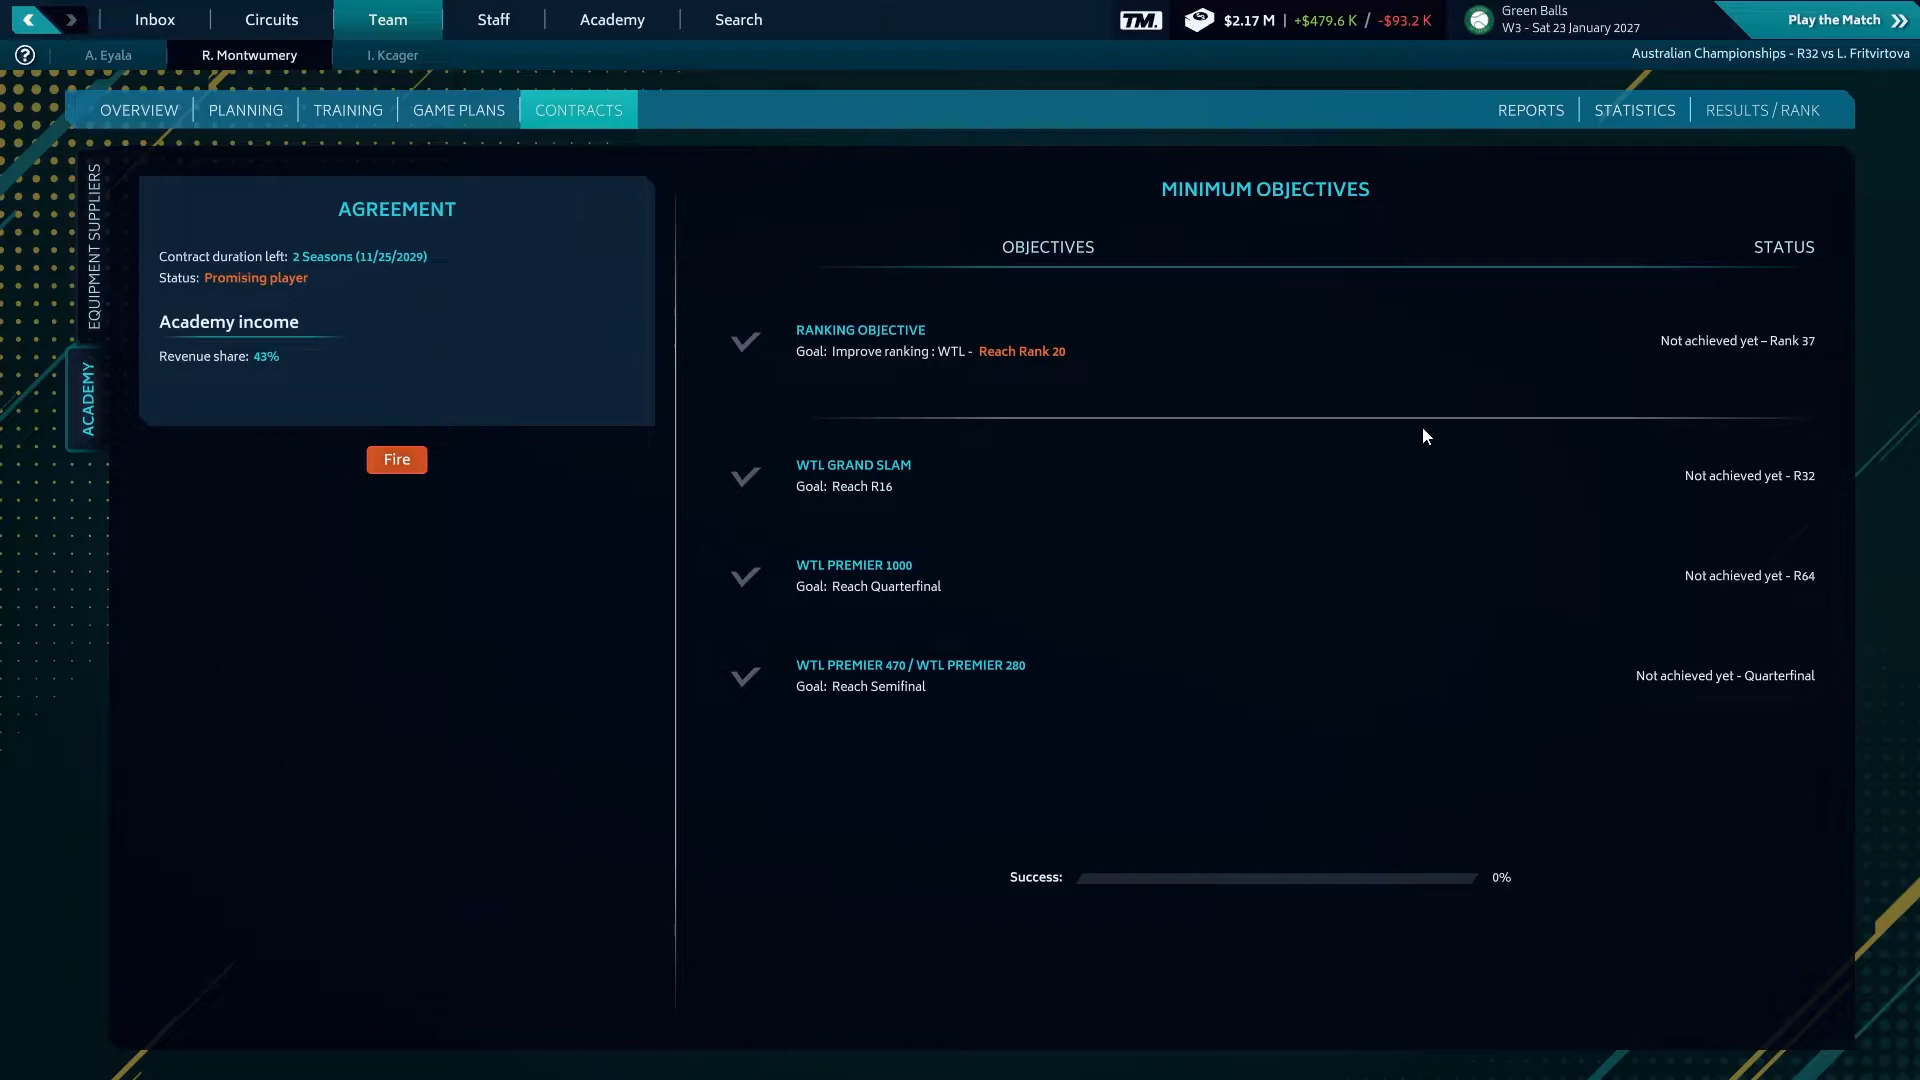 Inbox
Circuits
Team
Staff
Academy
Search
TM.
$2.17 M | +$479.6 K / -$93.2 K
Green Balls
W3 - Sat 23 January 2027
Play the Match
?
A. Eyala
R. Montwumery
I. Kcager
Australian Championships - R32 vs L. Fritvirtova
OVERVIEW
PLANNING
TRAINING
GAME PLANS
CONTRACTS
REPORTS
STATISTICS
RESULTS / RANK
EQUIPMENT SUPPLIERS
ACADEMY
AGREEMENT
Contract duration left: 2 Seasons (11/25/2029)
Status: Promising player
Academy income
Revenue share: 43%
Fire
MINIMUM OBJECTIVES
OBJECTIVES
STATUS
RANKING OBJECTIVE
Goal: Improve ranking : WTL - Reach Rank 20
Not achieved yet – Rank 37
WTL GRAND SLAM
Goal: Reach R16
Not achieved yet - R32
WTL PREMIER 1000
Goal: Reach Quarterfinal
Not achieved yet - R64
WTL PREMIER 470 / WTL PREMIER 280
Goal: Reach Semifinal
Not achieved yet - Quarterfinal
Success:
0%